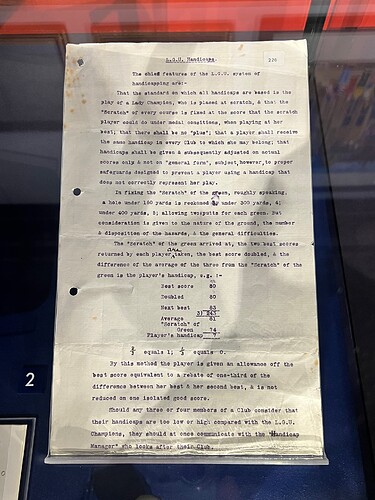 L.G.U. Handicaps.
226
The chief features of the L.G.U. system of
handicapping are:-
That the standard on which all handicaps are based is the
play of a Lady Champion, who is placed at scratch, & that the
"Scratch" of every course is fixed at the score that the scratch
player could do under medal conditions, when playing at her
best; that there shall be no "plus"; that a player shall receive
the same handicap in every Club to which she may belong; that
handicaps shall be given & subsequently adjusted on actual
scores only & not on "general form", subject, however, to proper
safeguards designed to prevent a player using a handicap that
does not correctly represent her play.
In fixing the "Scratch" of the green, roughly speaking,
a hole under 160 yards is reckoned 3; under 300 yards, 4;
under 400 yards, 5; allowing two putts for each green. But
consideration is given to the nature of the ground, the number
& disposition of the hazards, & the general difficulties.
The "Scratch" of the green arrived at, the two best scores
are
returned by each player taken, the best score doubled, & the
difference of the average of the three from the "Scratch" of the
green is the player's handicap, e.g. :-
Best score 80
Doubled 80
Next best 83
3) 243
Average 81
"Scratch" of
Green 74
Player's handicap 7
2/3 equals 1; 1/3 equals 0.
By this method the player is given an allowance off the
best score equivalent to a rebate of one-third of the
difference between her best & her second best, & is not
reduced on one isolated good score.
Should any three or four members of a Club consider that
their handicaps are too low or high compared with the L.G.U.
Champions, they should at once communicate with the "Handicap
Manager" who looks after their Club.
2